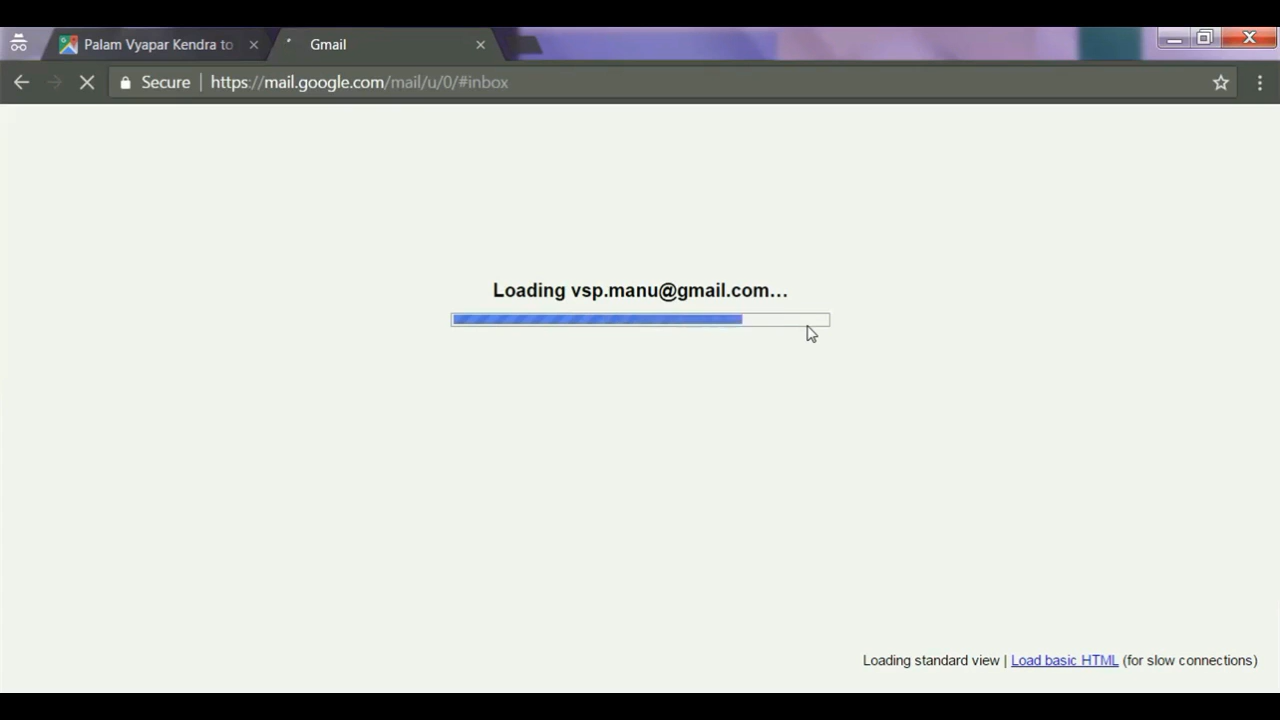 Palam Vyapar Kendra to
Gmail
Secure | https://mail.google.com/mail/u/0/#inbox
Loading vsp.manu@gmail.com...
Loading standard view | Load basic HTML (for slow connections)